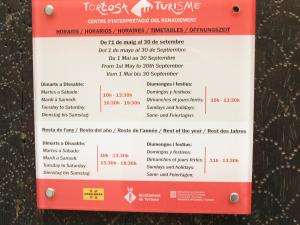 TORTOSA TURISME
CENTRE D'INTERPRETACIÓ DEL RENAIXEMENT
HORARIS / HORARIOS / HORAIRES / TIMETABLES / ÖFFNUNGSZEIT
De l'1 de maig al 30 de setembre
Del 1 de mayo al 30 de Septiembre
Du 1 Mai au 30 Septembre
From 1st May to 30th September
Vom 1 Mai bis 30 September
Dimarts a Dissabte:
Martes a Sábado:
Mardi á Samedi:
Tuesday to Saturday:
Dienstag bis Samstag
10h - 13:30h
16:30h - 19:30h
Diumenges i festius:
Domingos y festivos:
Dimanches et jours fériés:
Sundays and holidays:
Sonn- und Feiertagen
10h - 13:30h
Resta de l'any / Resto del año / Reste de l'année / Rest of the year / Rest des Jahres
Dimarts a Dissabte:
Martes a Sábado:
Mardi á Samedi:
Tuesday to Saturday:
Dienstag bis Samstag
10h - 13:30h
15:30h - 18:30h
Diumenges i festius:
Domingos y festivos:
Dimanches et jours fériés:
Sundays and holidays:
Sonn- und Feiertagen
11h - 13:30h
Ajuntament
de Tortosa